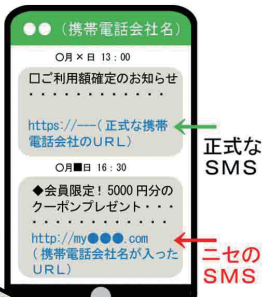 ●●（携帯電話会社名）
〇月×日 13：00
口ご利用額確定のお知らせ
・・・・・・・・・・・・
https://---(正式な携帯
電話会社のURL)
正式な
SMS
〇月■日 16：30
◆会員限定！5000円分の
クーポンプレゼント・・・
・・・・・・・・・・・・
http://my●●●.com
(携帯電話会社名が入った
URL)
ニセの
SMS